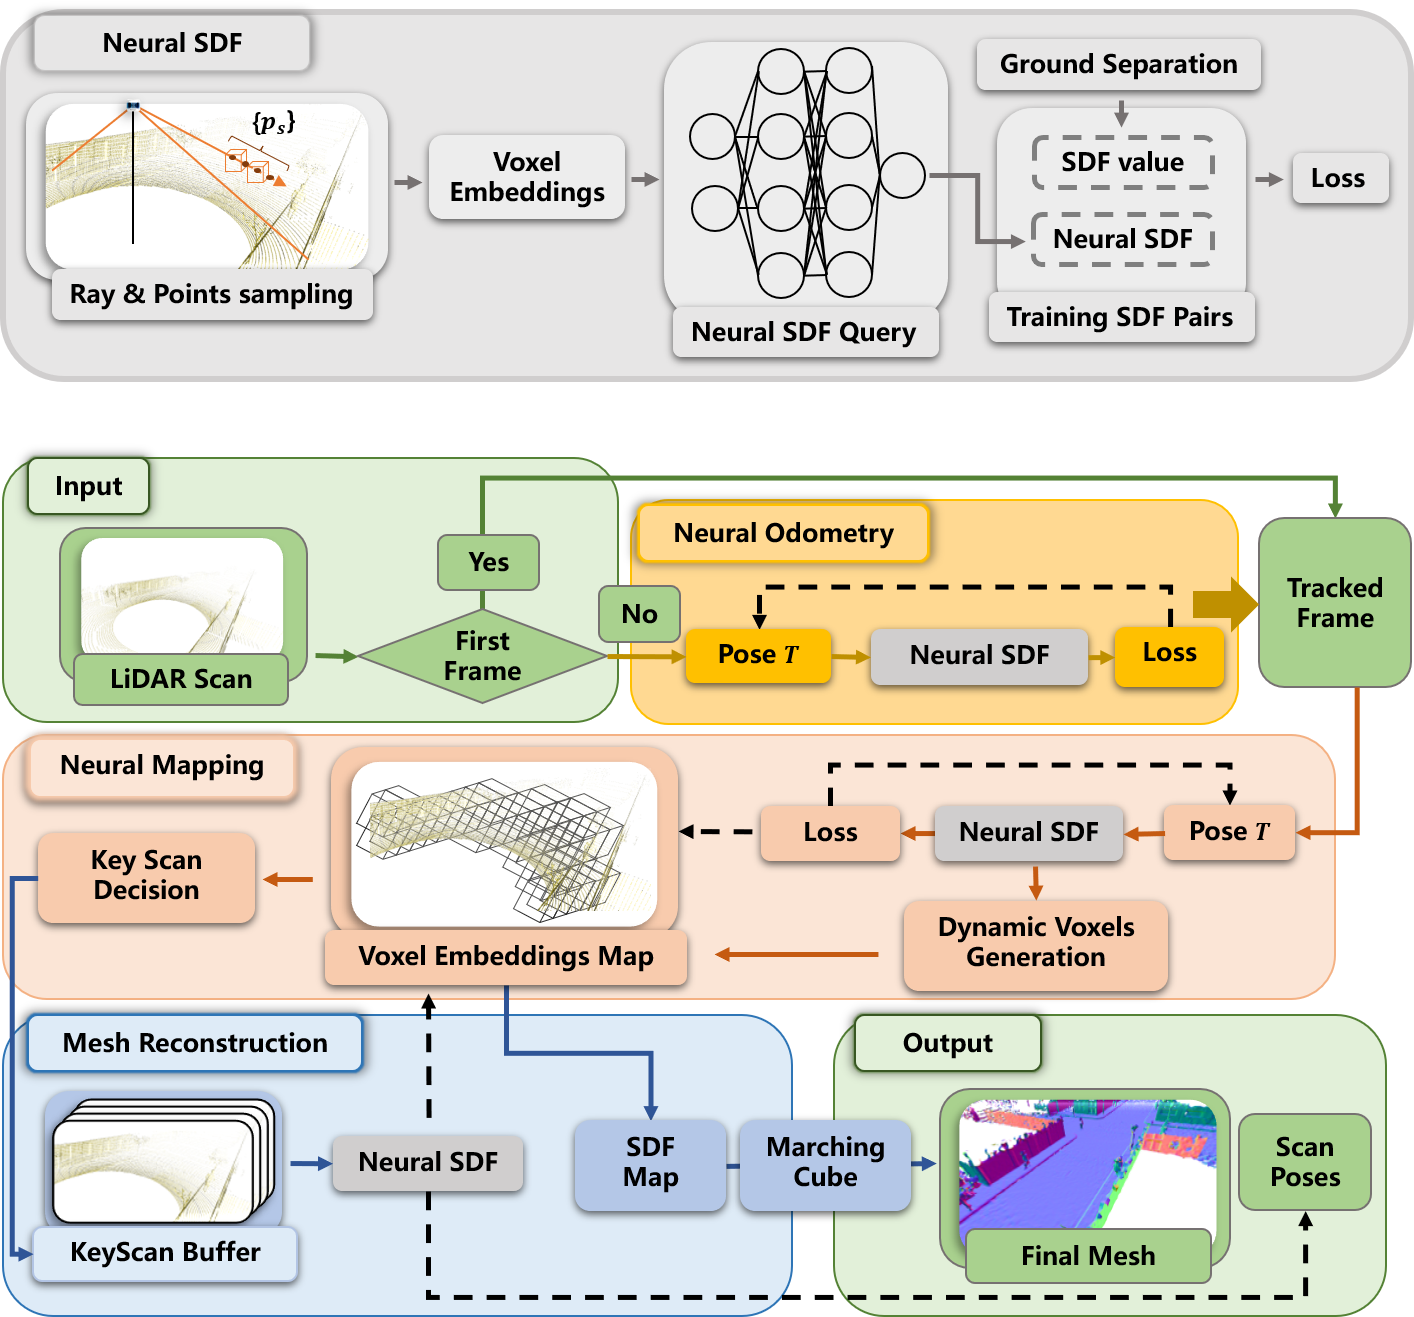 Neural SDF
{p_s}
Ray & Points sampling
Voxel
Embeddings
Neural SDF Query
Ground Separation
SDF value
Neural SDF
Training SDF Pairs
Loss
Input
LiDAR Scan
Yes
First
Frame
No
Neural Odometry
Pose T
Neural SDF
Loss
Tracked
Frame
Neural Mapping
Key Scan
Decision
Voxel Embeddings Map
Loss
Neural SDF
Pose T
Dynamic Voxels
Generation
Mesh Reconstruction
KeyScan Buffer
Neural SDF
SDF
Map
Marching
Cube
Output
Final Mesh
Scan
Poses